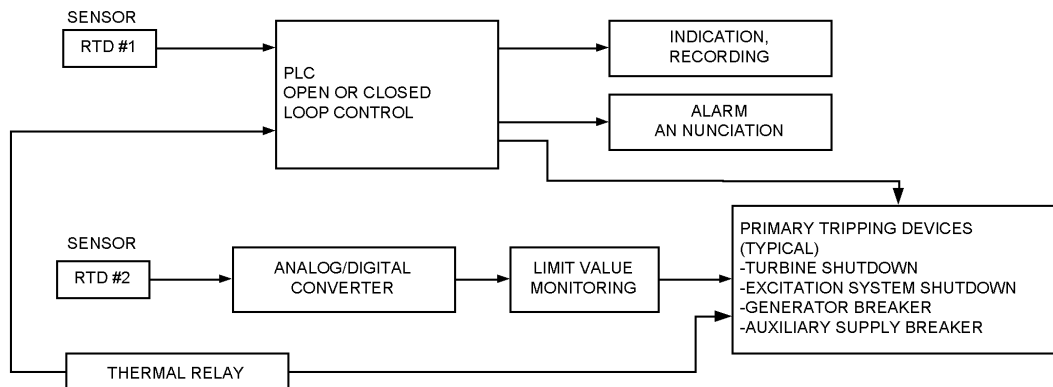 SENSOR
RTD #1
PLC
OPEN OR CLOSED
LOOP CONTROL
INDICATION,
RECORDING
ALARM
AN NUNCIATION
SENSOR
RTD #2
ANALOG/DIGITAL
CONVERTER
LIMIT VALUE
MONITORING
PRIMARY TRIPPING DEVICES
(TYPICAL)
-TURBINE SHUTDOWN
-EXCITATION SYSTEM SHUTDOWN
-GENERATOR BREAKER
-AUXILIARY SUPPLY BREAKER
THERMAL RELAY